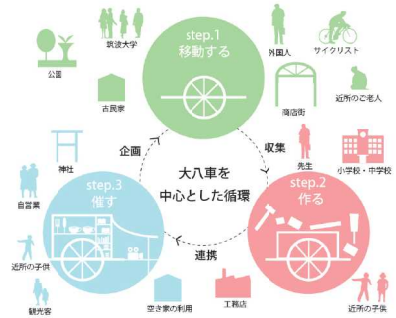 step.1
移動する
筑波大学
公園
古民家
外国人
サイクリスト
商店街
近所のご老人
企画
収集
大八車を
中心とした循環
連携
step.2
作る
先生
小学校・中学校
工務店
近所の子供
step.3
催す
神社
自営業
近所の子供
観光客
空き家の利用